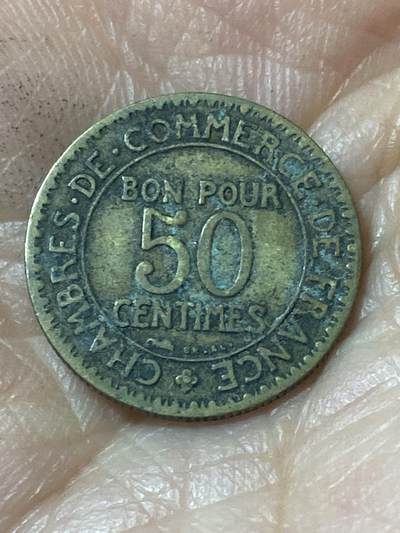 CHAMBRES·DE·COMMERCE·DE·FRANCE
BON POUR
50
CENTIMES